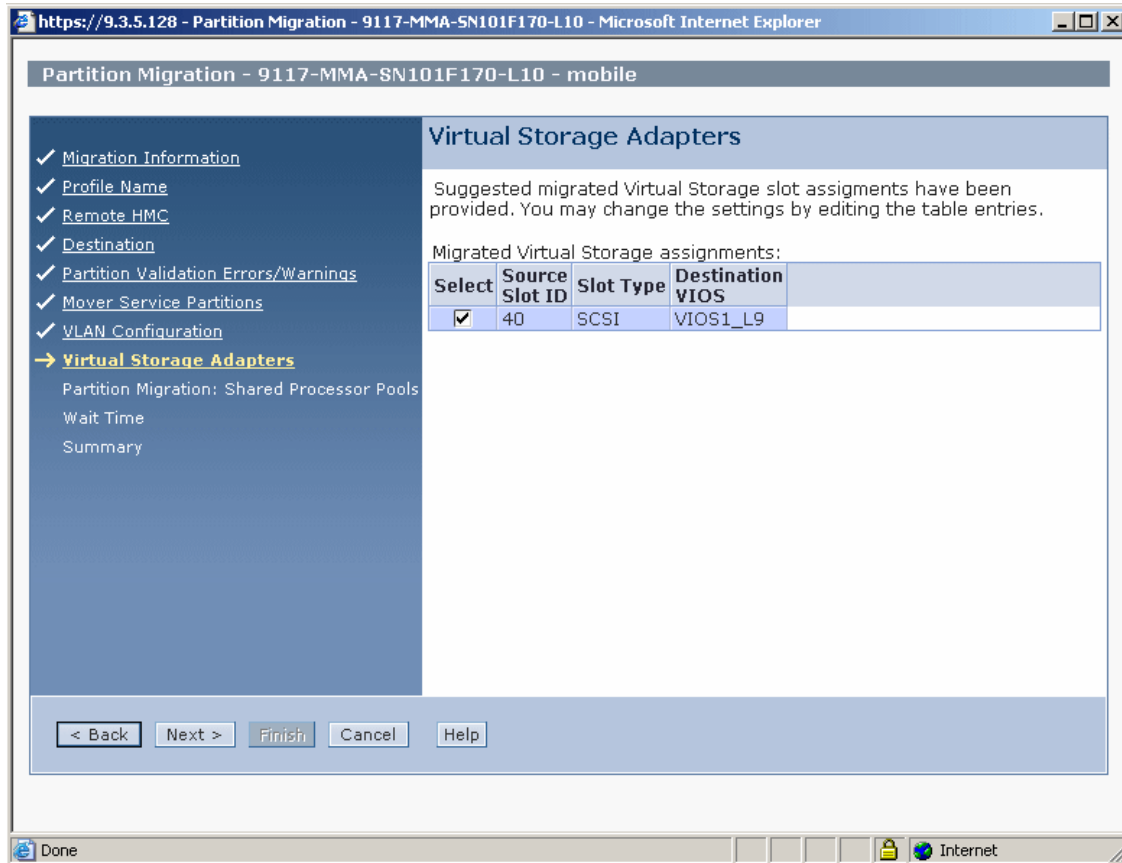 https://9.3.5.128 - Partition Migration - 9117-MMA-SN101F170-L10 - Microsoft Internet Explorer
Partition Migration - 9117-MMA-SN101F170-L10 - mobile
Migration Information
Profile Name
Remote HMC
Destination
Partition Validation Errors/Warnings
Mover Service Partitions
VLAN Configuration
Virtual Storage Adapters
Partition Migration: Shared Processor Pools
Wait Time
Summary
Virtual Storage Adapters
Suggested migrated Virtual Storage slot assigments have been
provided. You may change the settings by editing the table entries.
Migrated Virtual Storage assignments:
Select Source Slot ID Slot Type Destination VIOS
40 SCSI VIOS1_L9
< Back Next > Finish Cancel Help
Done Internet